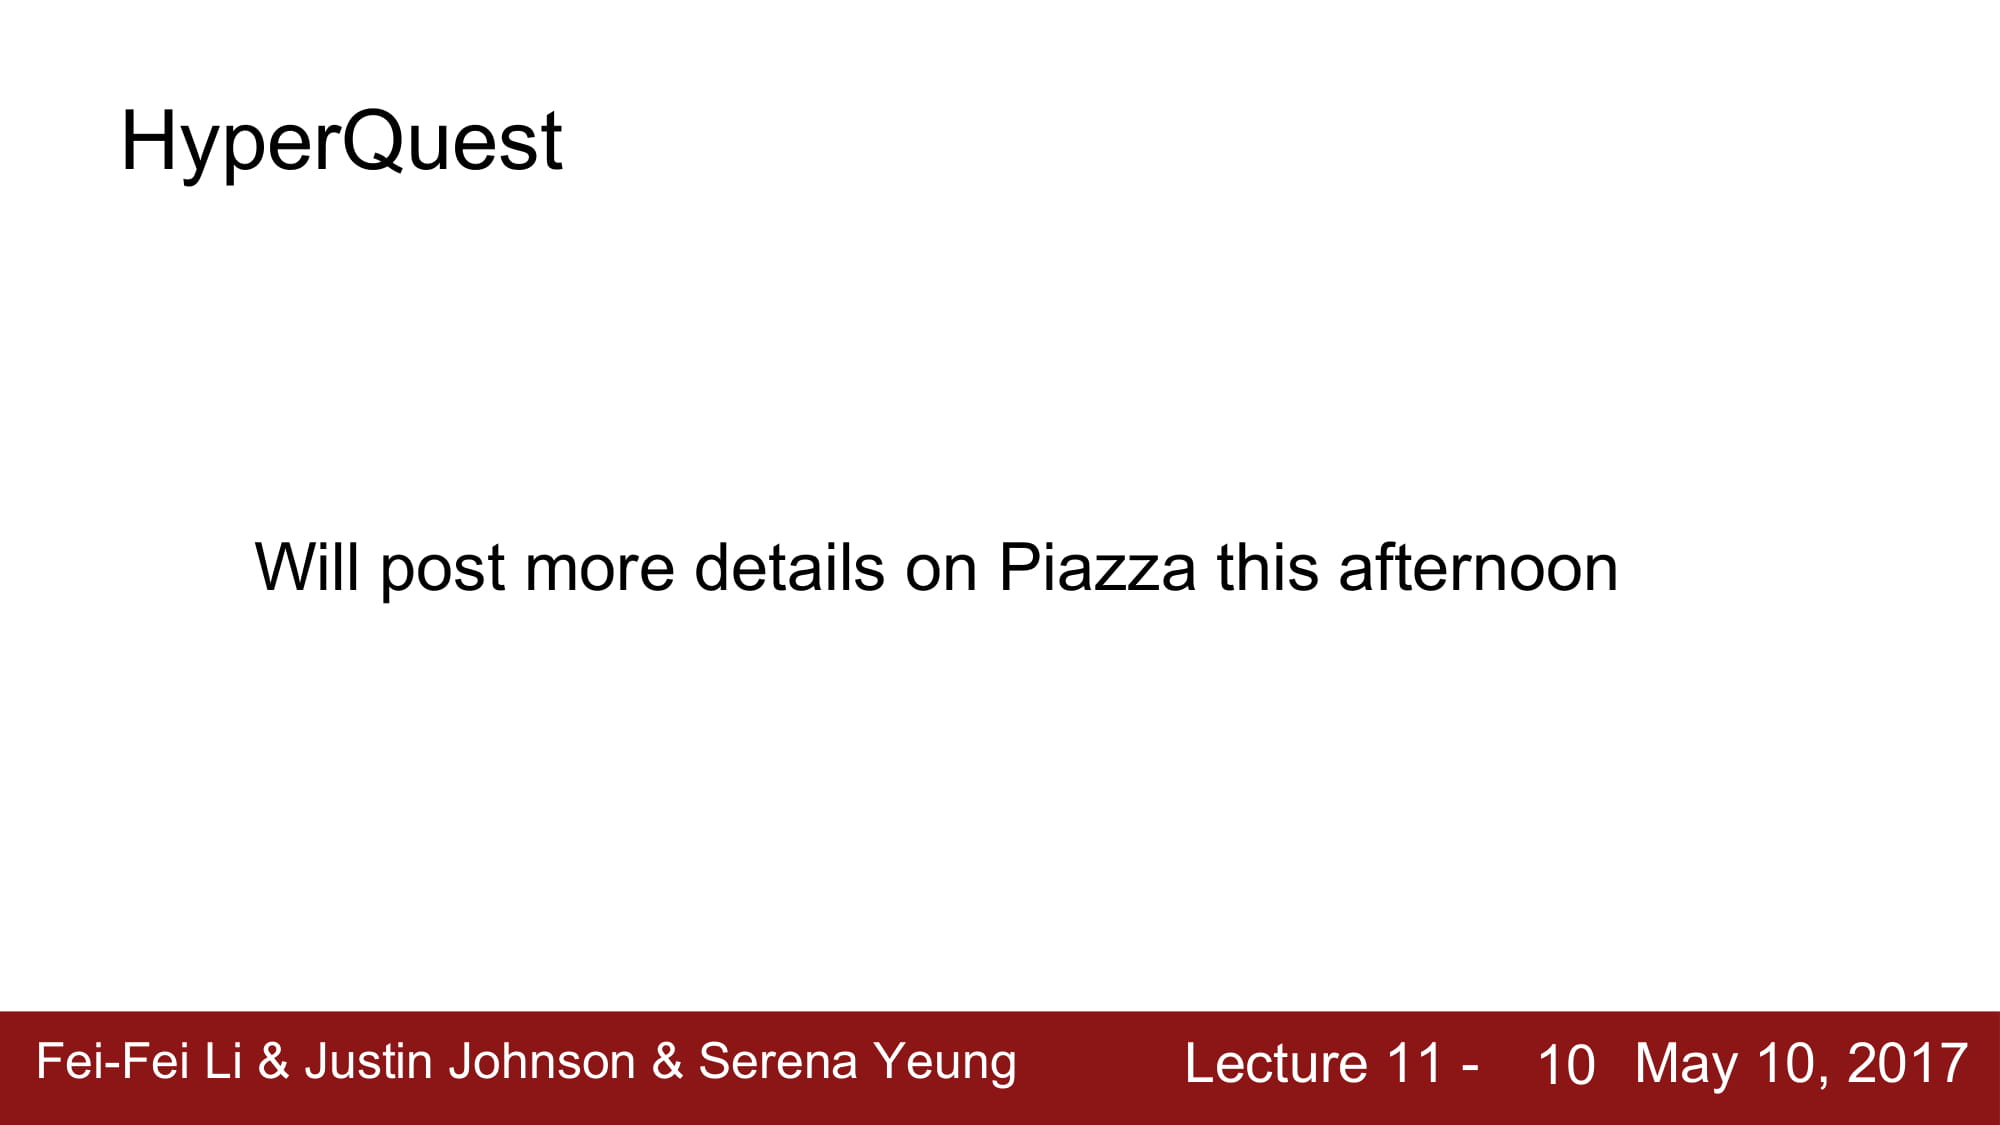 HyperQuest
Will post more details on Piazza this afternoon
Fei-Fei Li & Justin Johnson & Serena Yeung Lecture 11 - 10 May 10, 2017